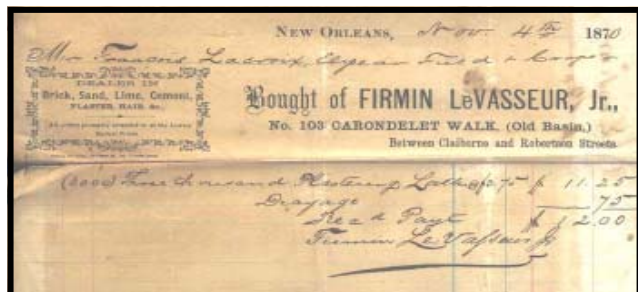 NEW ORLEANS, Nov. 4th 1870
Mr Francois Lacroix,
DEALER IN
Brick, Sand, Lime, Cement,
PLASTER, HAIR, &c.,
Bought of FIRMIN LeVASSEUR, Jr.,
No. 103 CARONDELET WALK, (Old Basin,)
Between Claiborne and Robertson Streets
(3000) Three thousand Plastering Laths @ 3.75 $ 11.25
Drayage 75
Rec'd Payt $ 12.00
Firmin LeVasseur Jr